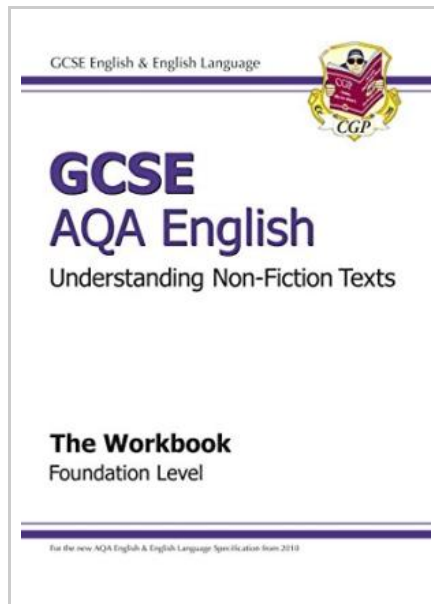 GCSE English & English Language
CGP
CGP
GCSE
AQA English
Understanding Non-Fiction Texts
The Workbook
Foundation Level
For the new AQA English & English Language Specification from 2010